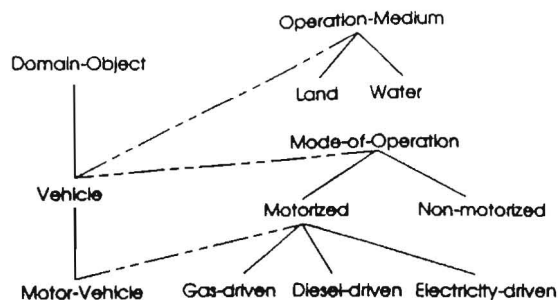 Operation-Medium
Domain-Object
Land Water
Mode-of-Operation
Vehicle
Motorized Non-motorized
Motor-Vehicle Gas-driven Diesel-driven Electricity-driven